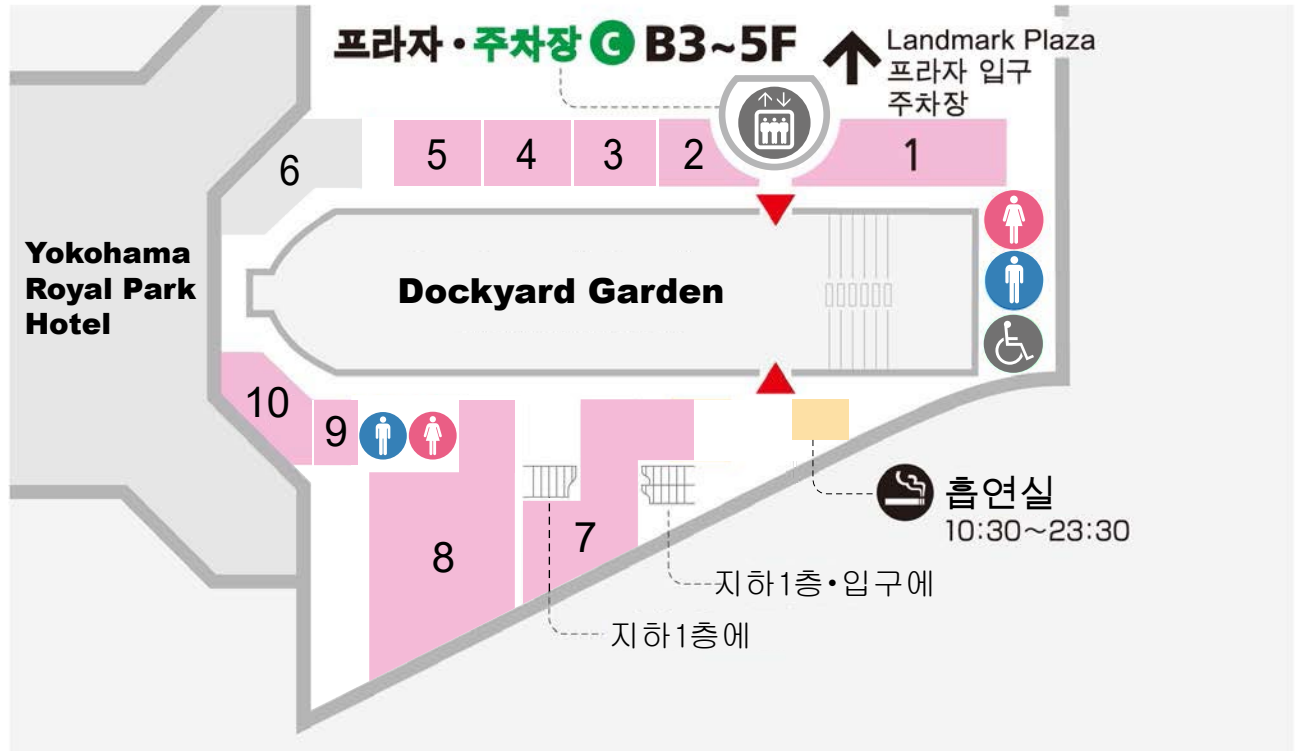 프라자・주차장 C B3~5F
Landmark Plaza
프라자 입구
주차장
6
5
4
3
2
1
Yokohama
Royal Park
Hotel
Dockyard Garden
10
9
8
7
흡연실
10:30~23:30
지하1층•입구에
지하1층에